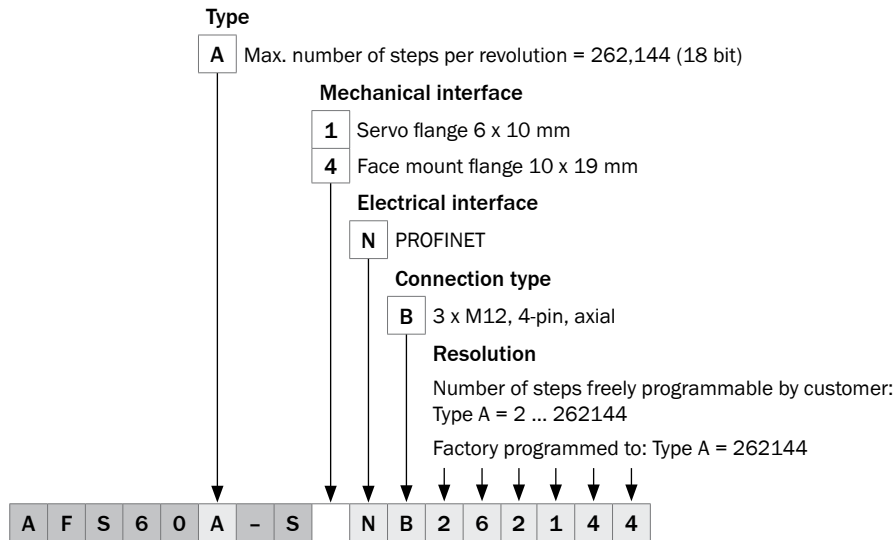 Type
A Max. number of steps per revolution = 262,144 (18 bit)
Mechanical interface
1 Servo flange 6 x 10 mm
4 Face mount flange 10 x 19 mm
Electrical interface
N PROFINET
Connection type
B 3 x M12, 4-pin, axial
Resolution
Number of steps freely programmable by customer:
Type A = 2 ... 262144
Factory programmed to: Type A = 262144
A F S 6 0 A – S N B 2 6 2 1 4 4